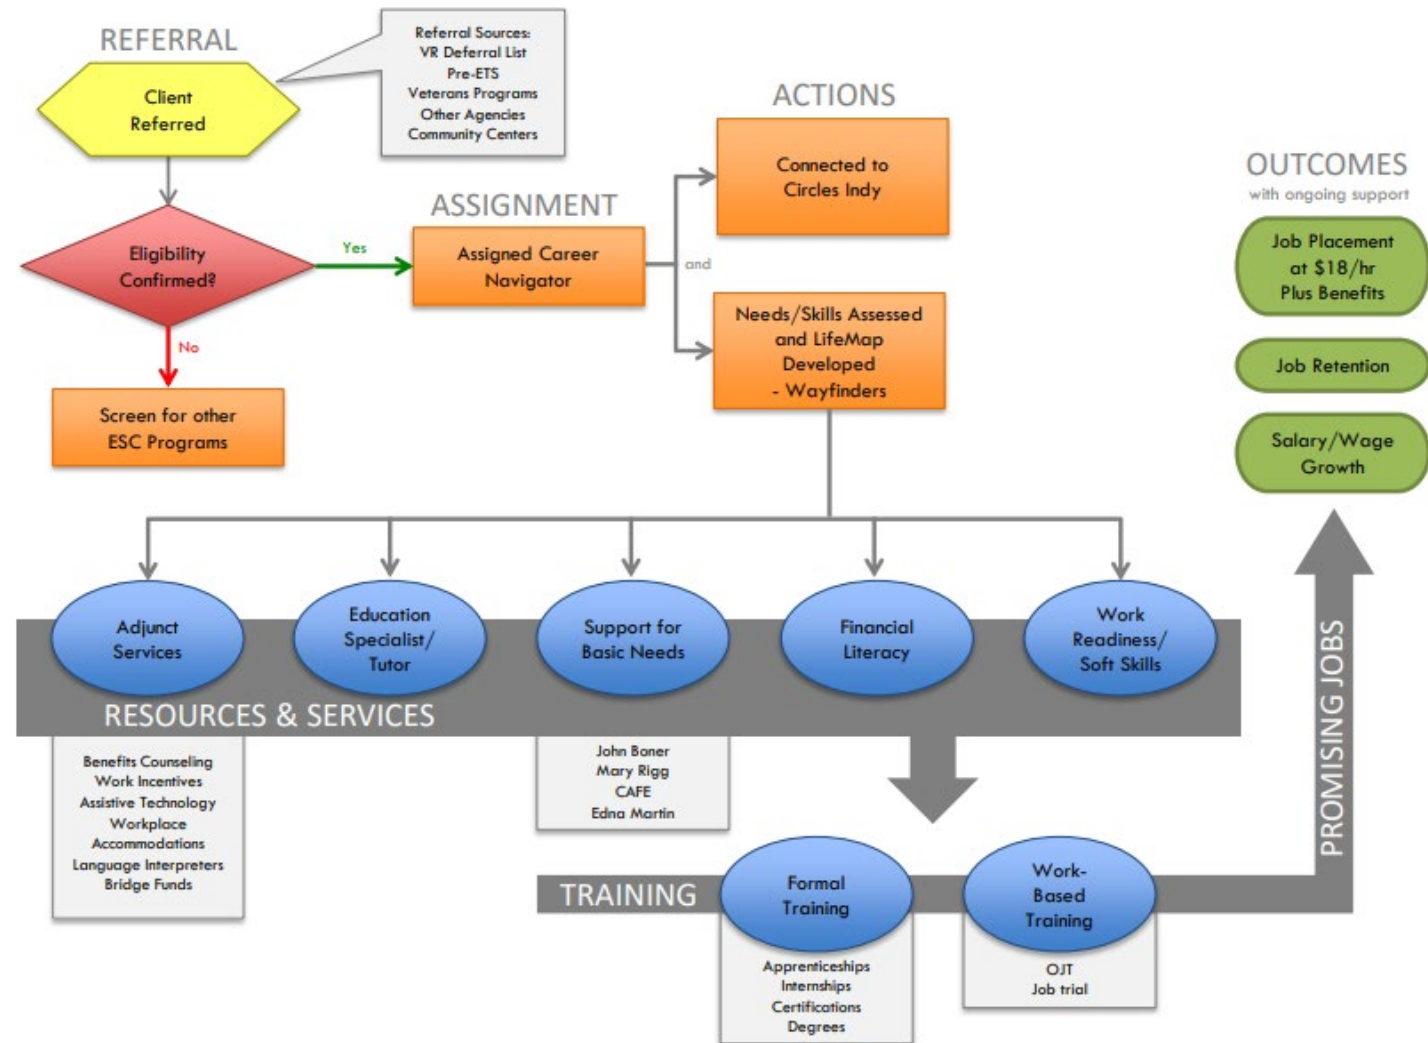 REFERRAL
Client
Referred
Referral Sources:
VR Deferral List
Pre-ETS
Veterans Programs
Other Agencies
Community Centers
Eligibility
Confirmed?
Yes
No
Screen for other
ESC Programs
ASSIGNMENT
Assigned Career
Navigator
and
ACTIONS
Connected to
Circles Indy
Needs/Skills Assessed
and LifeMap
Developed
- Wayfinders
OUTCOMES
with ongoing support
Job Placement
at $18/hr
Plus Benefits
Job Retention
Salary/Wage
Growth
Adjunct
Services
Education
Specialist/
Tutor
Support for
Basic Needs
Financial
Literacy
Work
Readiness/
Soft Skills
RESOURCES & SERVICES
Benefits Counseling
Work Incentives
Assistive Technology
Workplace
Accommodations
Language Interpreters
Bridge Funds
John Boner
Mary Rigg
CAFE
Edna Martin
TRAINING
Formal
Training
Apprenticeships
Internships
Certifications
Degrees
Work-
Based
Training
OJT
Job trial
PROMISING JOBS